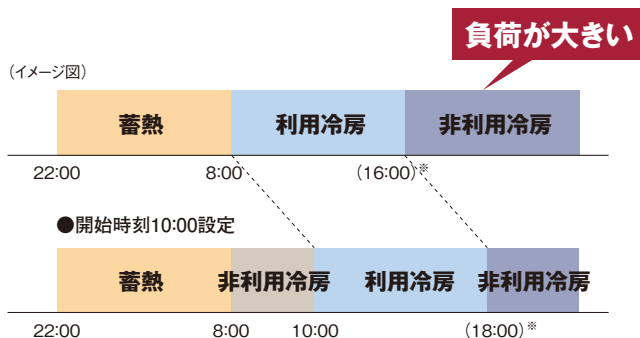 負荷が大きい
（イメージ図）
蓄熱 利用冷房 非利用冷房
22:00 8:00 (16:00)※
●開始時刻10:00設定
蓄熱 非利用冷房 利用冷房 非利用冷房
22:00 8:00 10:00 (18:00)※